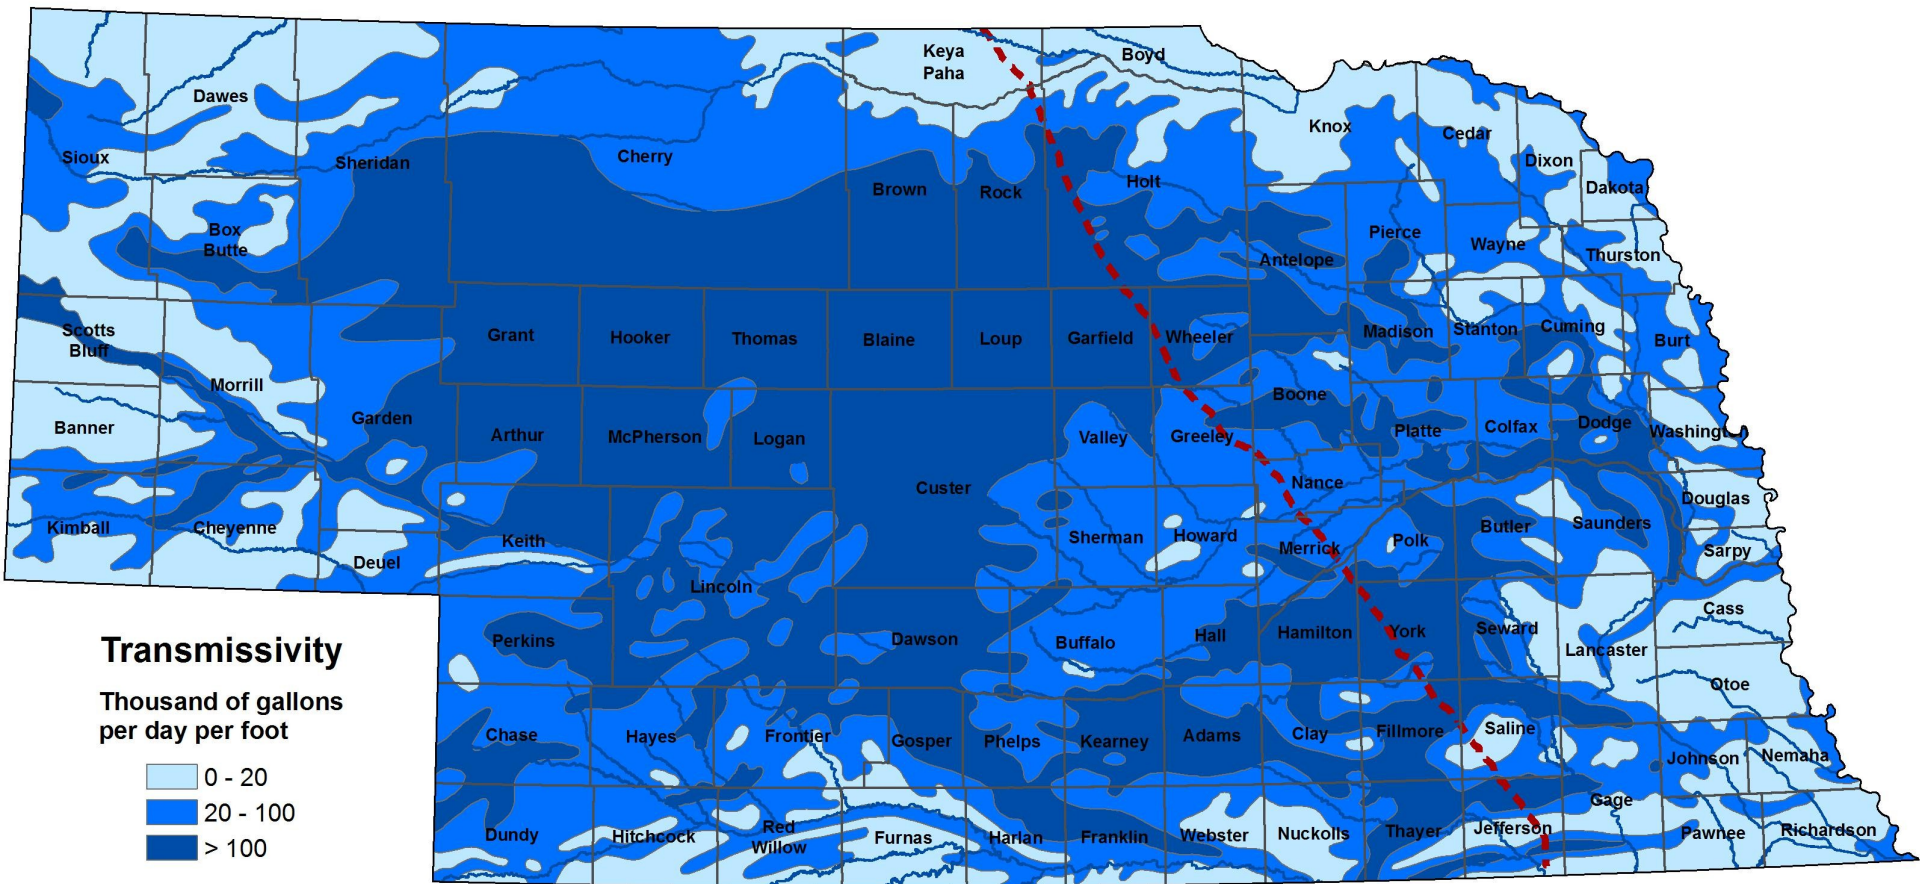 Keya
Paha
Boyd
Dawes
Knox
Cedar
Sioux
Sheridan
Cherry
Dixon
Brown
Rock
Holt
Dakota
Box
Butte
Pierce
Wayne
Thurston
Antelope
Scotts
Bluff
Grant
Hooker
Thomas
Blaine
Loup
Garfield
Wheeler
Madison
Stanton
Cuming
Burt
Morrill
Banner
Garden
Arthur
McPherson
Logan
Valley
Greeley
Boone
Platte
Colfax
Dodge
Washington
Custer
Nance
Douglas
Kimball
Cheyenne
Keith
Sherman
Howard
Merrick
Polk
Butler
Saunders
Sarpy
Deuel
Lincoln
Cass
Perkins
Dawson
Buffalo
Hall
Hamilton
York
Seward
Lancaster
Otoe
Chase
Hayes
Frontier
Gosper
Phelps
Kearney
Adams
Clay
Fillmore
Saline
Johnson
Nemaha
Gage
Dundy
Hitchcock
Red
Willow
Furnas
Harlan
Franklin
Webster
Nuckolls
Thayer
Jefferson
Pawnee
Richardson
Transmissivity
Thousand of gallons
per day per foot
0 - 20
20 - 100
> 100